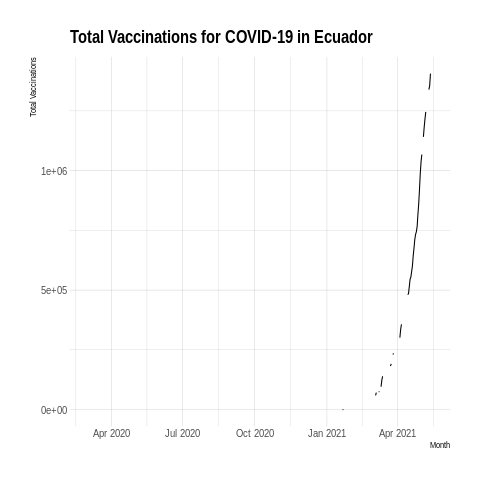 Total Vaccinations for COVID-19 in Ecuador
Total Vaccinations
1e+06
5e+05
0e+00
Apr 2020 Jul 2020 Oct 2020 Jan 2021 Apr 2021
Month